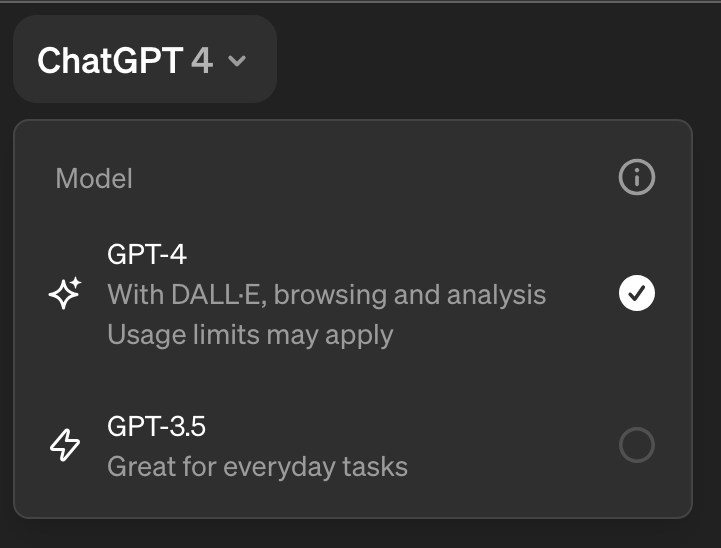 ChatGPT 4
Model
GPT-4
With DALL·E, browsing and analysis
Usage limits may apply
GPT-3.5
Great for everyday tasks